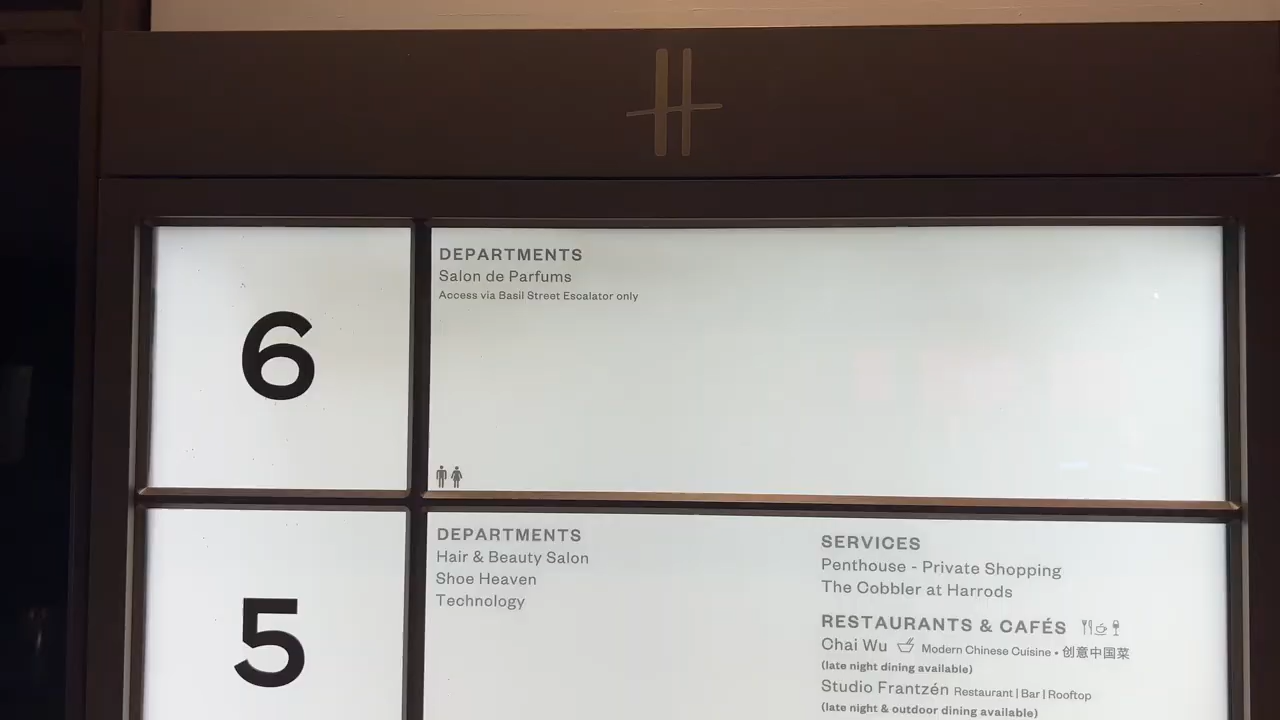 H
6
DEPARTMENTS
Salon de Parfums
Access via Basil Street Escalator only
5
DEPARTMENTS
Hair & Beauty Salon
Shoe Heaven
Technology
SERVICES
Penthouse - Private Shopping
The Cobbler at Harrods
RESTAURANTS & CAFÉS
Chai Wu Modern Chinese Cuisine • 创意中国菜
(late night dining available)
Studio Frantzén Restaurant | Bar | Rooftop
(late night & outdoor dining available)